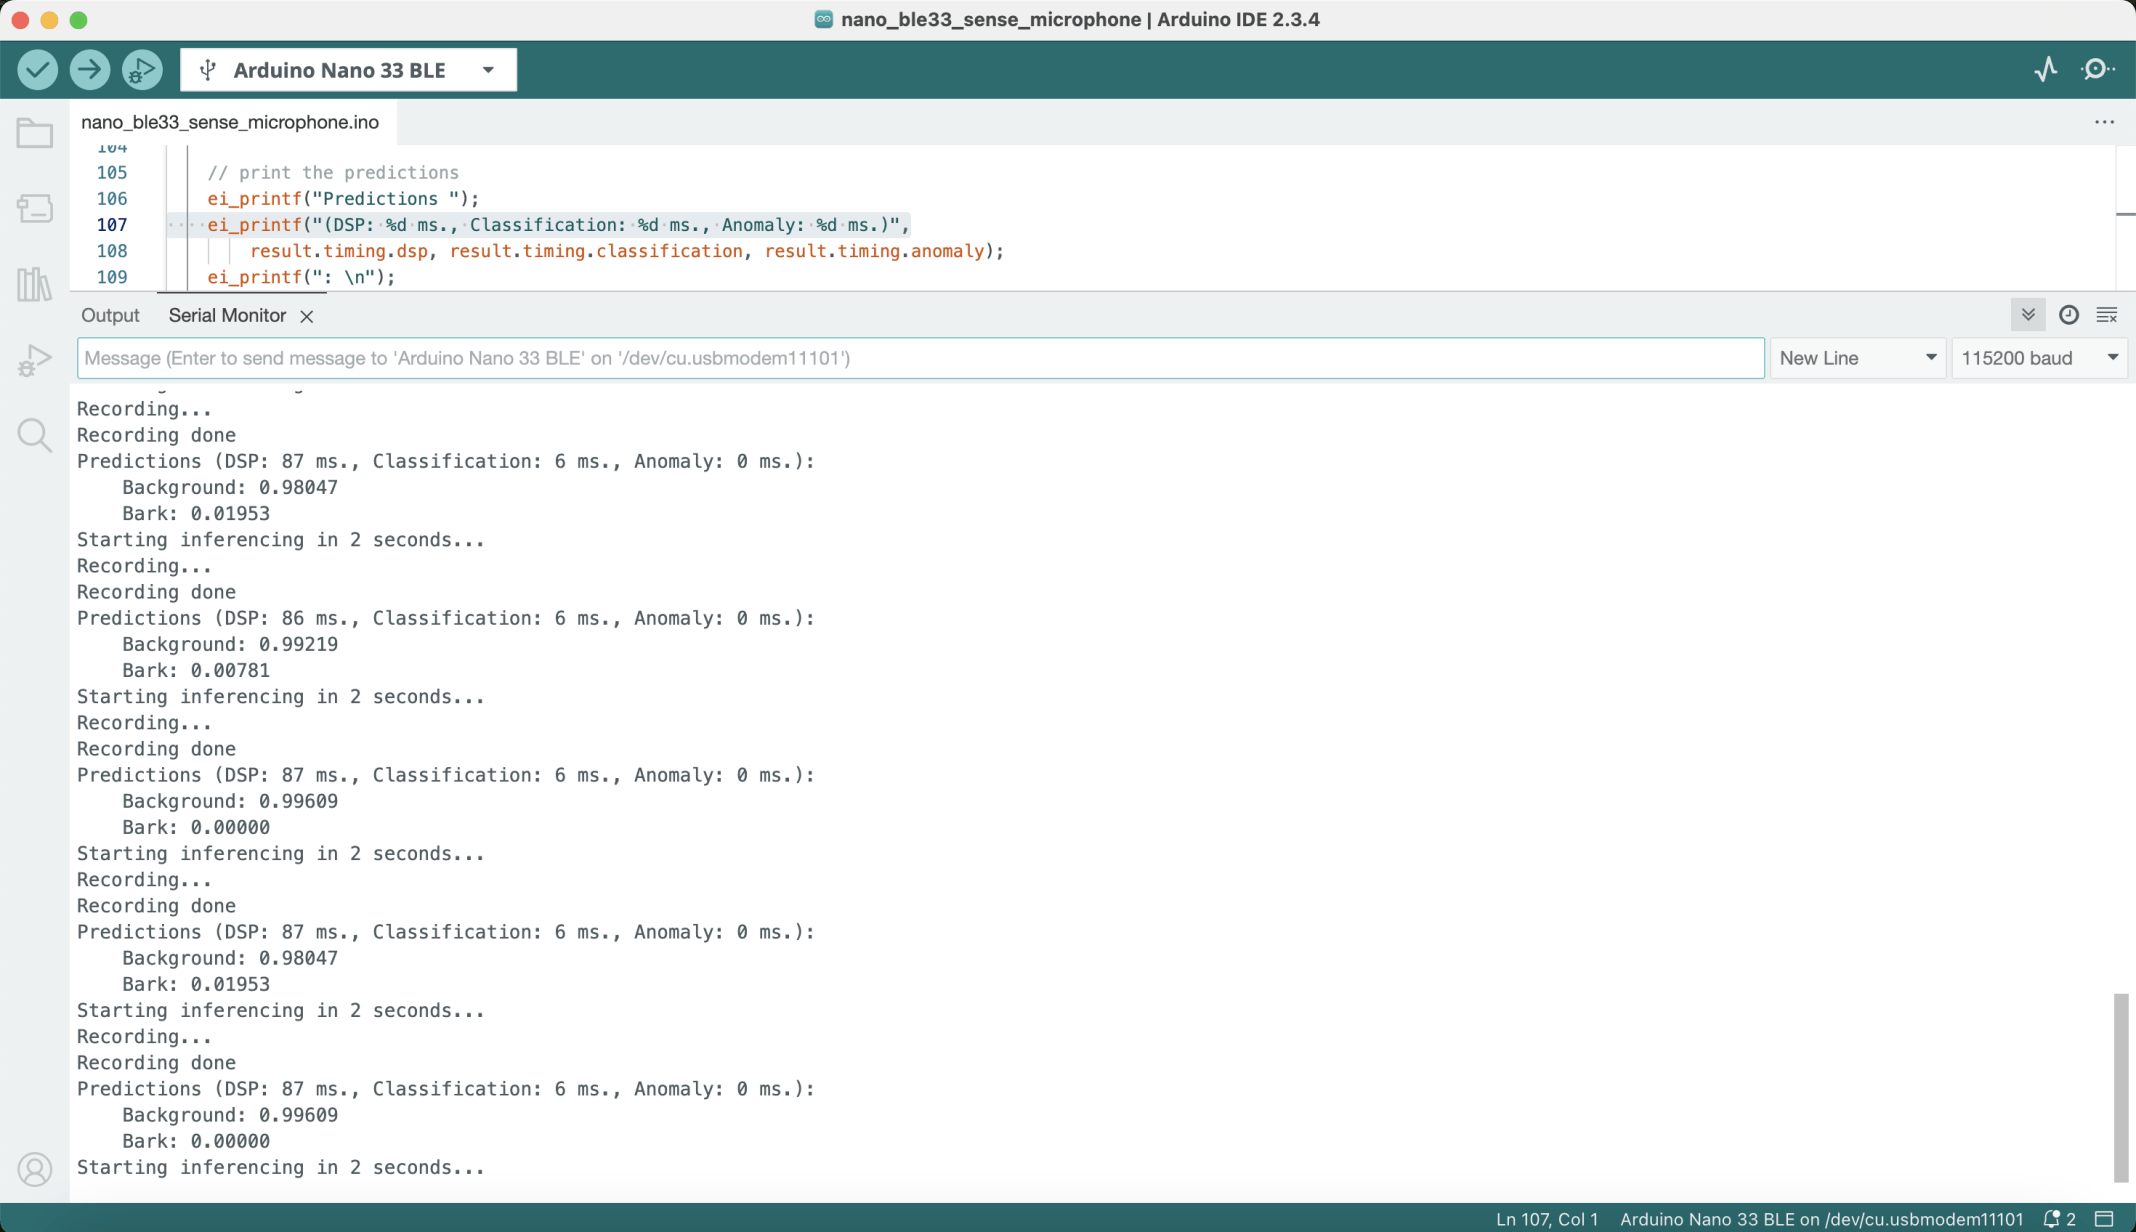 nano_ble33_sense_microphone | Arduino IDE 2.3.4
Arduino Nano 33 BLE
nano_ble33_sense_microphone.ino
104
105 // print the predictions
106 ei_printf("Predictions ");
107 ei_printf("(DSP: %d ms., Classification: %d ms., Anomaly: %d ms.)",
108 result.timing.dsp, result.timing.classification, result.timing.anomaly);
109 ei_printf(": \n");
Output Serial Monitor
Message (Enter to send message to 'Arduino Nano 33 BLE' on '/dev/cu.usbmodem11101') New Line 115200 baud
Recording...
Recording done
Predictions (DSP: 87 ms., Classification: 6 ms., Anomaly: 0 ms.):
Background: 0.98047
Bark: 0.01953
Starting inferencing in 2 seconds...
Recording...
Recording done
Predictions (DSP: 86 ms., Classification: 6 ms., Anomaly: 0 ms.):
Background: 0.99219
Bark: 0.00781
Starting inferencing in 2 seconds...
Recording...
Recording done
Predictions (DSP: 87 ms., Classification: 6 ms., Anomaly: 0 ms.):
Background: 0.99609
Bark: 0.00000
Starting inferencing in 2 seconds...
Recording...
Recording done
Predictions (DSP: 87 ms., Classification: 6 ms., Anomaly: 0 ms.):
Background: 0.98047
Bark: 0.01953
Starting inferencing in 2 seconds...
Recording...
Recording done
Predictions (DSP: 87 ms., Classification: 6 ms., Anomaly: 0 ms.):
Background: 0.99609
Bark: 0.00000
Starting inferencing in 2 seconds...
Ln 107, Col 1 Arduino Nano 33 BLE on /dev/cu.usbmodem11101 2